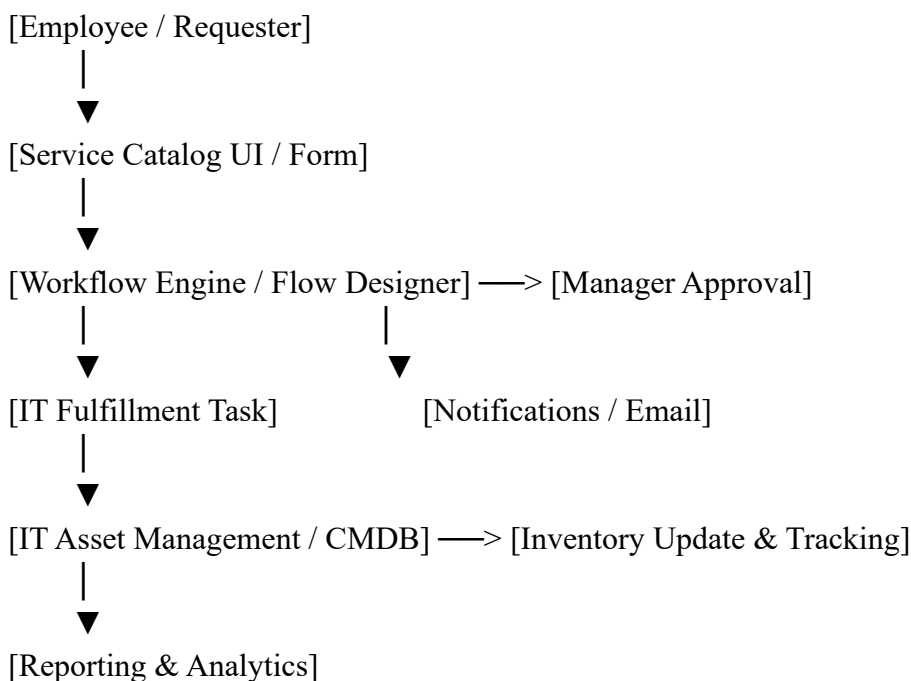 [Employee / Requester]
[Service Catalog UI / Form]
[Workflow Engine / Flow Designer] ──> [Manager Approval]
[IT Fulfillment Task] [Notifications / Email]
[IT Asset Management / CMDB] ──> [Inventory Update & Tracking]
[Reporting & Analytics]